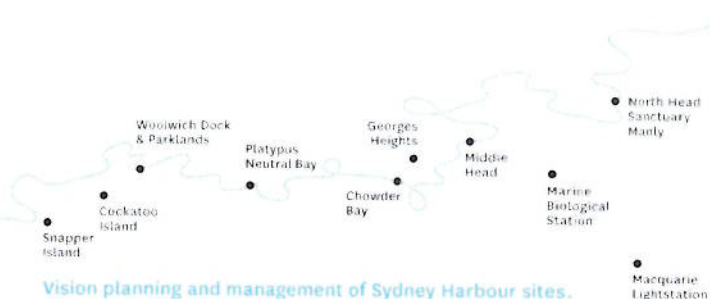 North Head
Sanctuary
Manly
Woolwich Dock
& Parklands
Georges
Heights
Platypus
Neutral Bay
Middle
Head
Chowder
Bay
Marine
Biological
Station
Cockatoo
Island
Snapper
Island
Macquarie
Lightstation
Vision planning and management of Sydney Harbour sites.